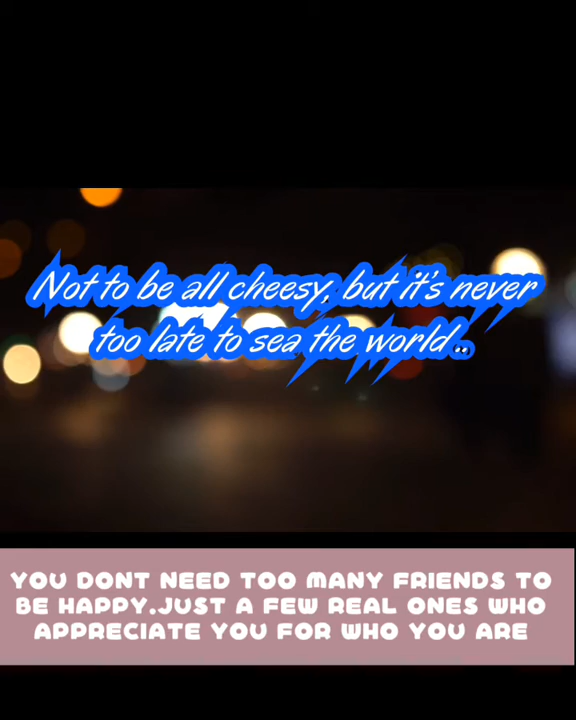 Not to be all cheesy, but it's never
too late to sea the world...
YOU DONT NEED TOO MANY FRIENDS TO
BE HAPPY.JUST A FEW REAL ONES WHO
APPRECIATE YOU FOR WHO YOU ARE